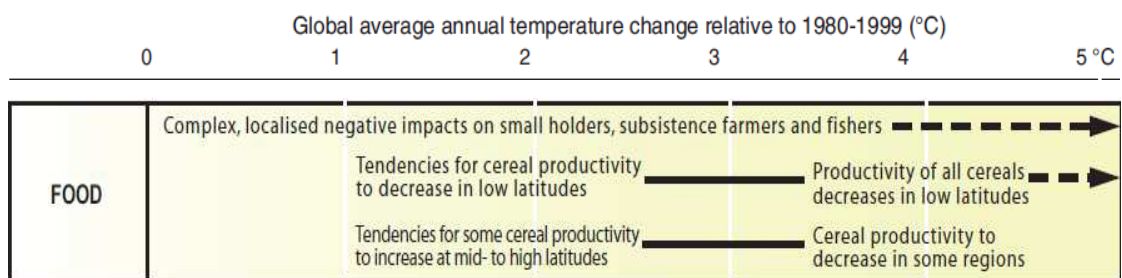 Global average annual temperature change relative to 1980-1999 (°C)
0 1 2 3 4 5 °C
FOOD
Complex, localised negative impacts on small holders, subsistence farmers and fishers
Tendencies for cereal productivity
to decrease in low latitudes
Productivity of all cereals
decreases in low latitudes
Tendencies for some cereal productivity
to increase at mid- to high latitudes
Cereal productivity to
decrease in some regions